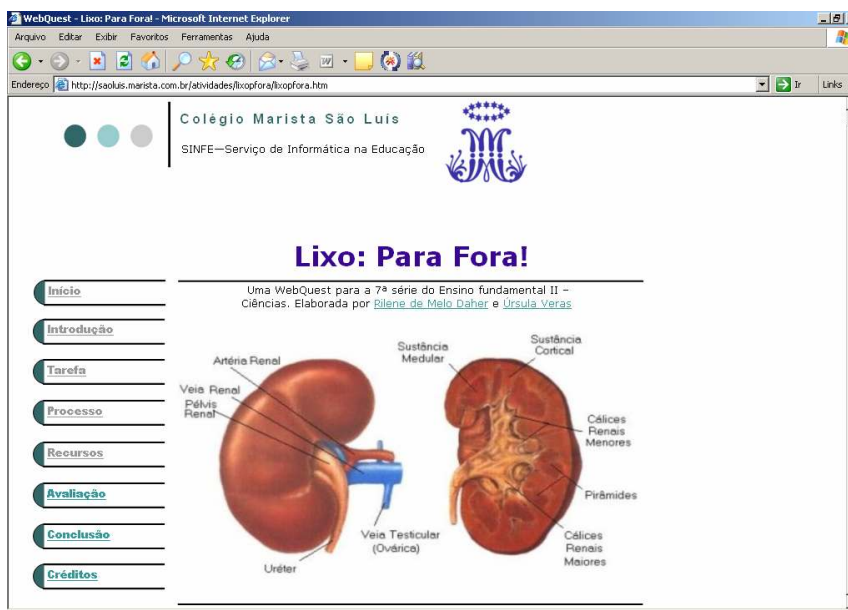 WebQuest - Lixo: Para Fora! - Microsoft Internet Explorer
Arquivo Editar Exibir Favoritos Ferramentas Ajuda
Endereço http://saoluis.marista.com.br/atividades/lixopfora/lixopfora.htm Ir Links
Colégio Marista São Luís
SINFE—Serviço de Informática na Educação
Lixo: Para Fora!
Uma WebQuest para a 7ª série do Ensino fundamental II –
Ciências. Elaborada por Rilene de Melo Daher e Úrsula Veras
Início
Introdução
Tarefa
Processo
Recursos
Avaliação
Conclusão
Créditos
Artéria Renal
Veia Renal
Pélvis
Renal
Uréter
Veia Testicular
(Ovárica)
Sustância
Medular
Sustância
Cortical
Cálices
Renais
Menores
Pirâmides
Cálices
Renais
Maiores